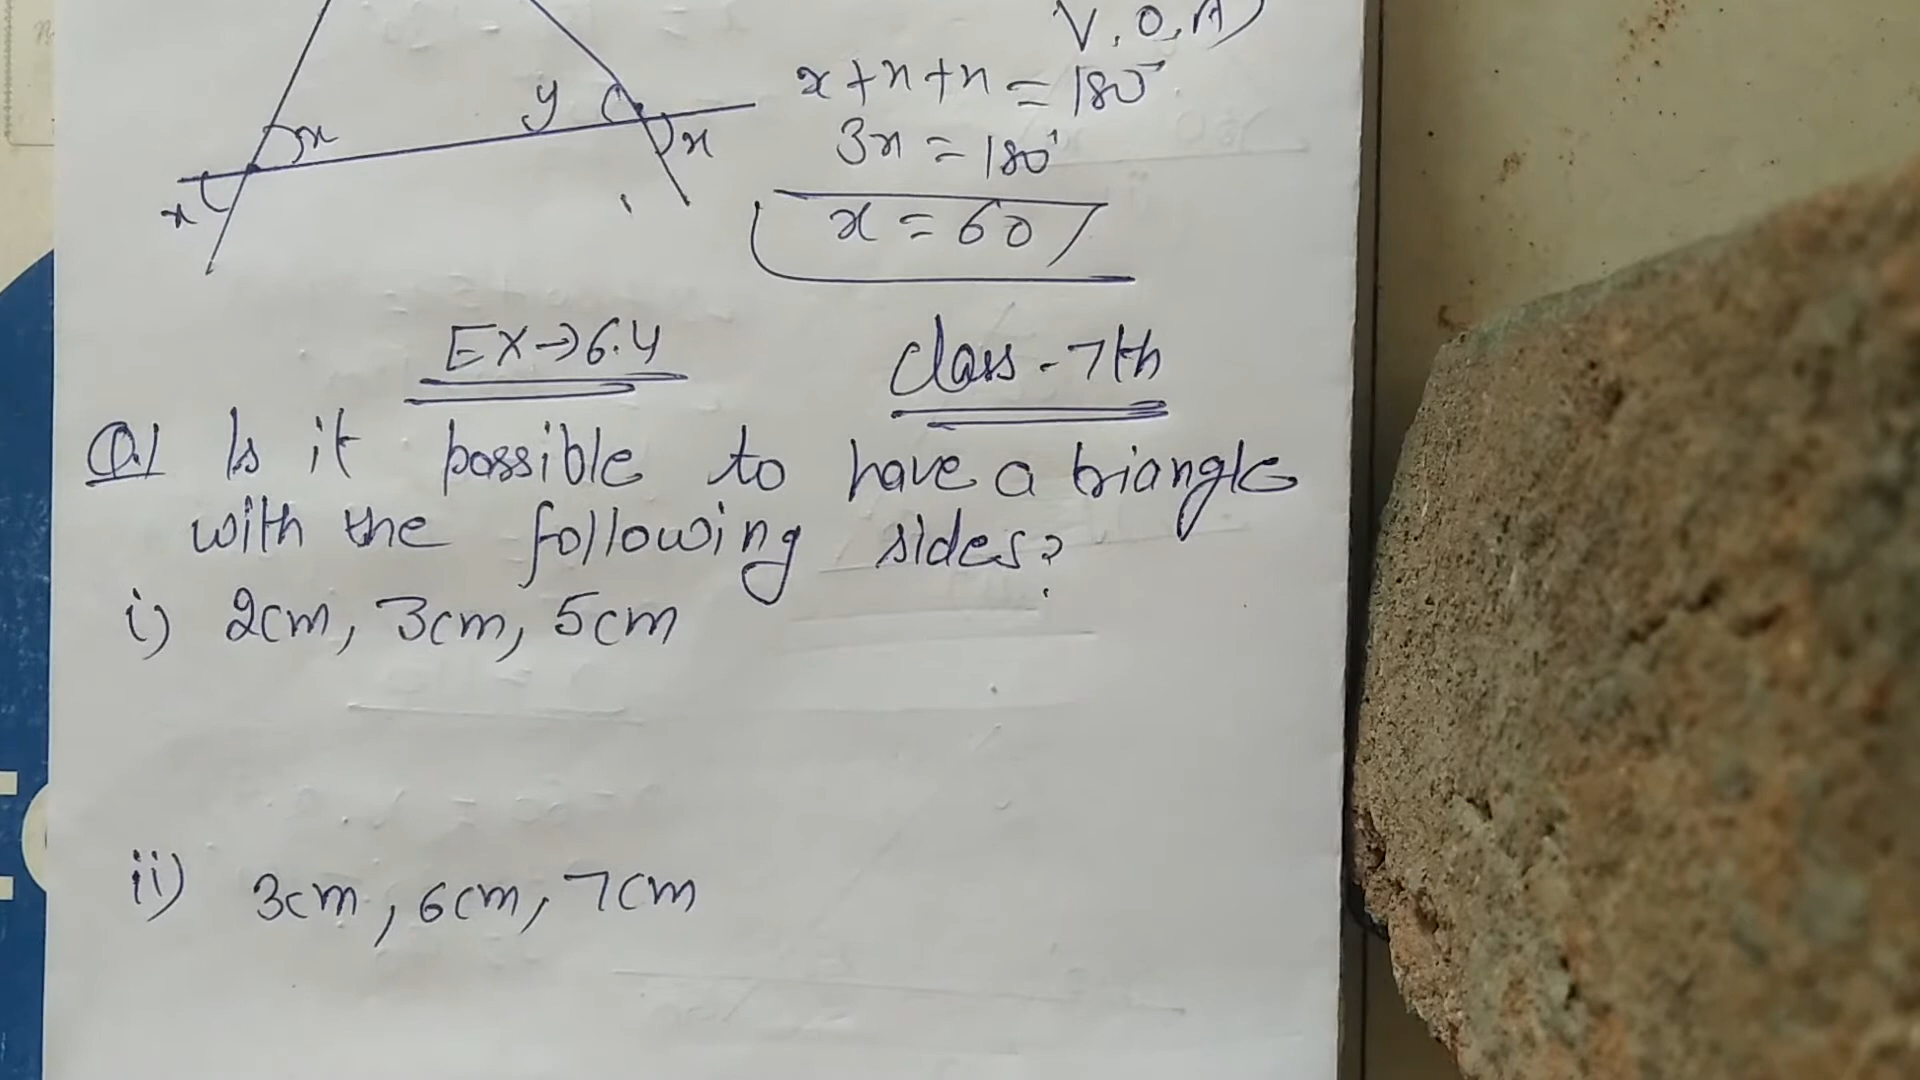 V.O.A)
x+x+x = 180°
3x = 180°
x = 60
y
x
x
x
Ex→6.4
Class-7th
Q.1 Is it possible to have a triangle
with the following sides?
i) 2cm, 3cm, 5cm
ii) 3cm, 6cm, 7cm